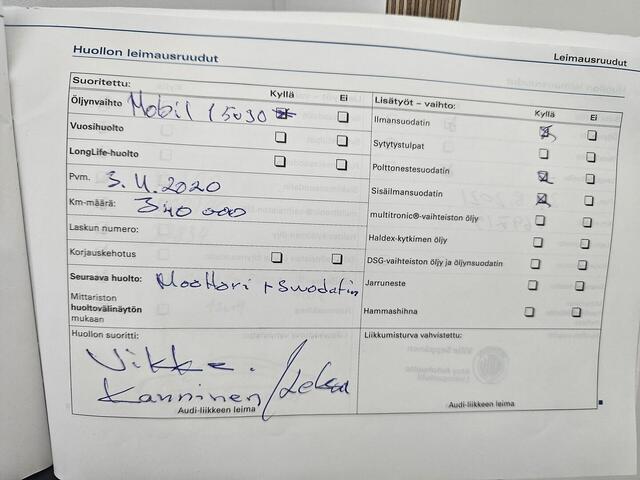 Huollon leimausruudut
Leimausruudut
Suoritettu:
Kyllä Ei
Öljynvaihto Mobil 1 5W30
Vuosihuolto
LongLife-huolto
Pvm. 3.4.2020
Km-määrä: 340 000
Laskun numero:
Korjauskehotus
Seuraava huolto: Moottori + Suodatin
Mittariston
huoltovälinäytön
mukaan
Huollon suoritti:
Kanninen
Audi-liikkeen leima
Lisätyöt – vaihto:
Kyllä Ei
Ilmansuodatin
Sytytystulpat
Polttonestesuodatin
Sisäilmansuodatin
multitronic®-vaihteiston öljy
Haldex-kytkimen öljy
DSG-vaihteiston öljy ja öljynsuodatin
Jarruneste
Hammashihna
Liikkumisturva vahvistettu:
Audi-liikkeen leima